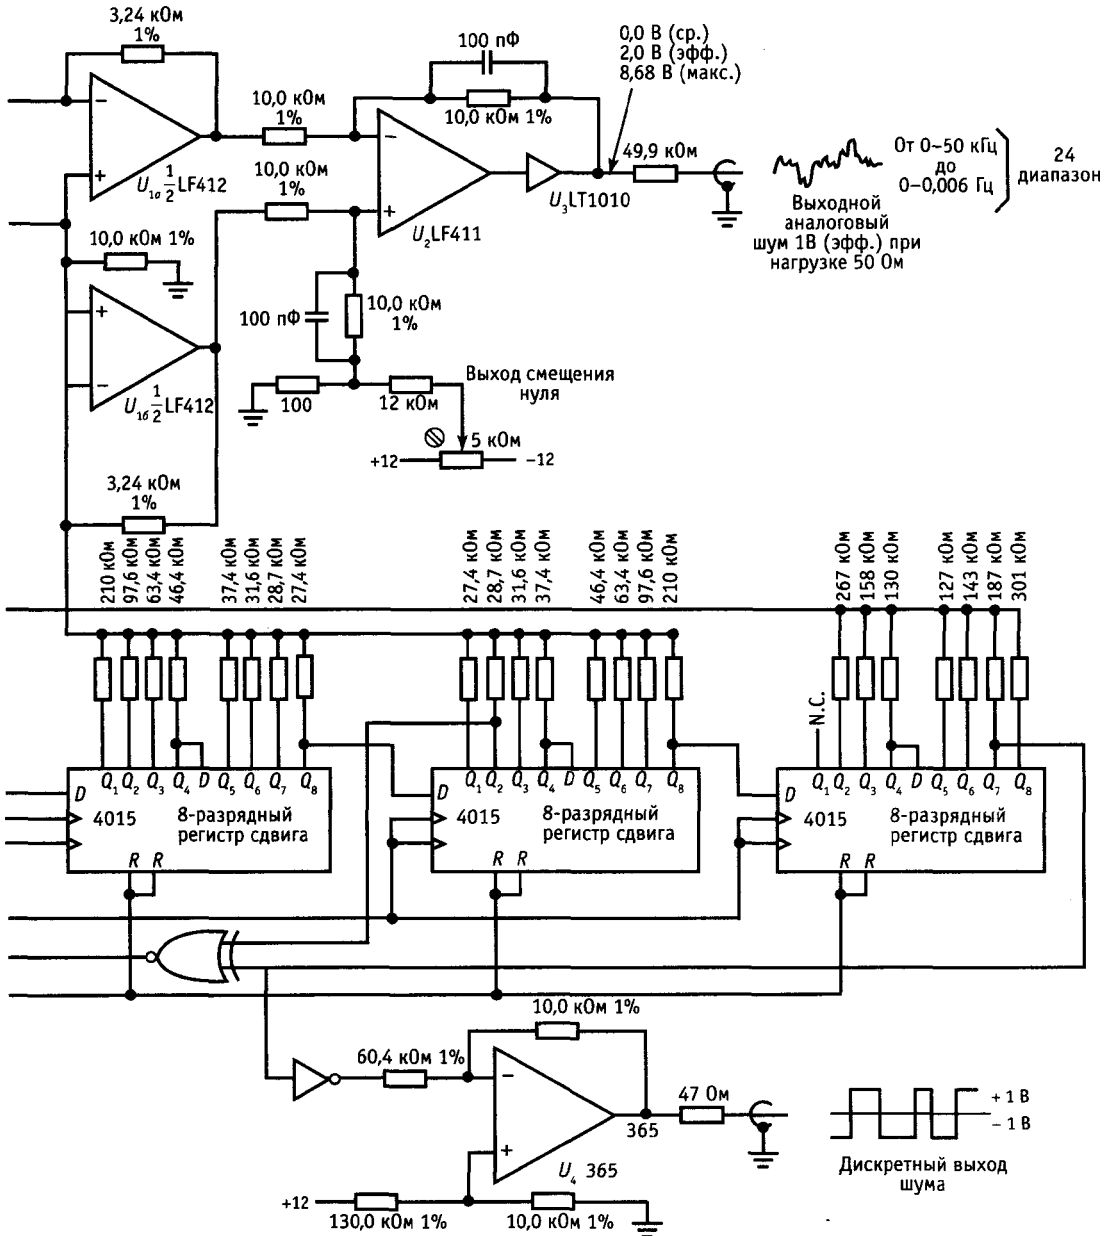 3,24 кОм
1%
100 пФ
0,0 В (ср.)
2,0 В (эфф.)
8,68 В (макс.)
−
+
U1а 1/2 LF412
10,0 кОм
1%
10,0 кОм 1%
10,0 кОм
1%
−
+
U2LF411
U3LT1010
49,9 кОм
От 0~50 кГц
до
0–0,006 Гц
24
диапазон
Выходной
аналоговый
шум 1В (эфф.) при
нагрузке 50 Ом
10,0 кОм 1%
+
−
U1б 1/2 LF412
100 пФ
10,0 кОм
1%
100
12 кОм
Выход смещения
нуля
5 кОм
+12
−12
3,24 кОм
1%
210 кОм
97,6 кОм
63,4 кОм
46,4 кОм
37,4 кОм
31,6 кОм
28,7 кОм
27,4 кОм
27,4 кОм
28,7 кОм
31,6 кОм
37,4 кОм
46,4 кОм
63,4 кОм
97,6 кОм
210 кОм
267 кОм
158 кОм
130 кОм
127 кОм
143 кОм
187 кОм
301 кОм
N.C.
Q1 Q2 Q3 Q4 D Q5 Q6 Q7 Q8
D
4015
8-разрядный
регистр сдвига
R R
Q1 Q2 Q3 Q4 D Q5 Q6 Q7 Q8
D
4015
8-разрядный
регистр сдвига
R R
Q1 Q2 Q3 Q4 D Q5 Q6 Q7 Q8
D
4015
8-разрядный
регистр сдвига
R R
10,0 кОм 1%
60,4 кОм 1%
−
+
365
U4 365
47 Ом
+ 1 В
− 1 В
Дискретный выход
шума
+12
130,0 кОм 1%
10,0 кОм 1%